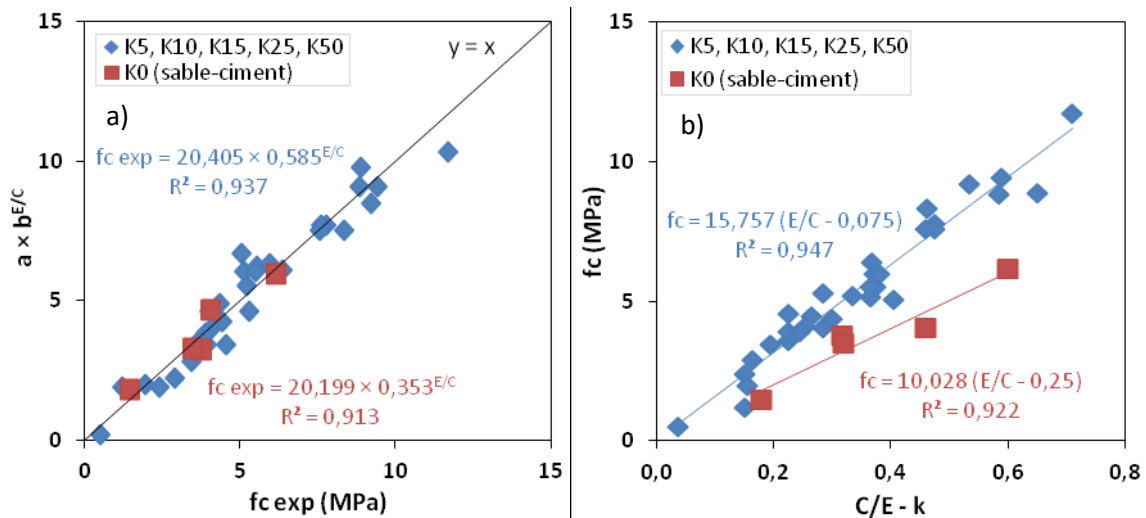 K5, K10, K15, K25, K50
K0 (sable-ciment)
y = x
a)
fc exp = 20,405 × 0,585^E/C
R² = 0,937
fc exp = 20,199 × 0,353^E/C
R² = 0,913
15
10
5
0
0
5
10
15
a × b^E/C
fc exp (MPa)
K5, K10, K15, K25, K50
K0 (sable-ciment)
b)
fc = 15,757 (E/C - 0,075)
R² = 0,947
fc = 10,028 (E/C - 0,25)
R² = 0,922
15
10
5
0
0,0
0,2
0,4
0,6
0,8
fc (MPa)
C/E - k